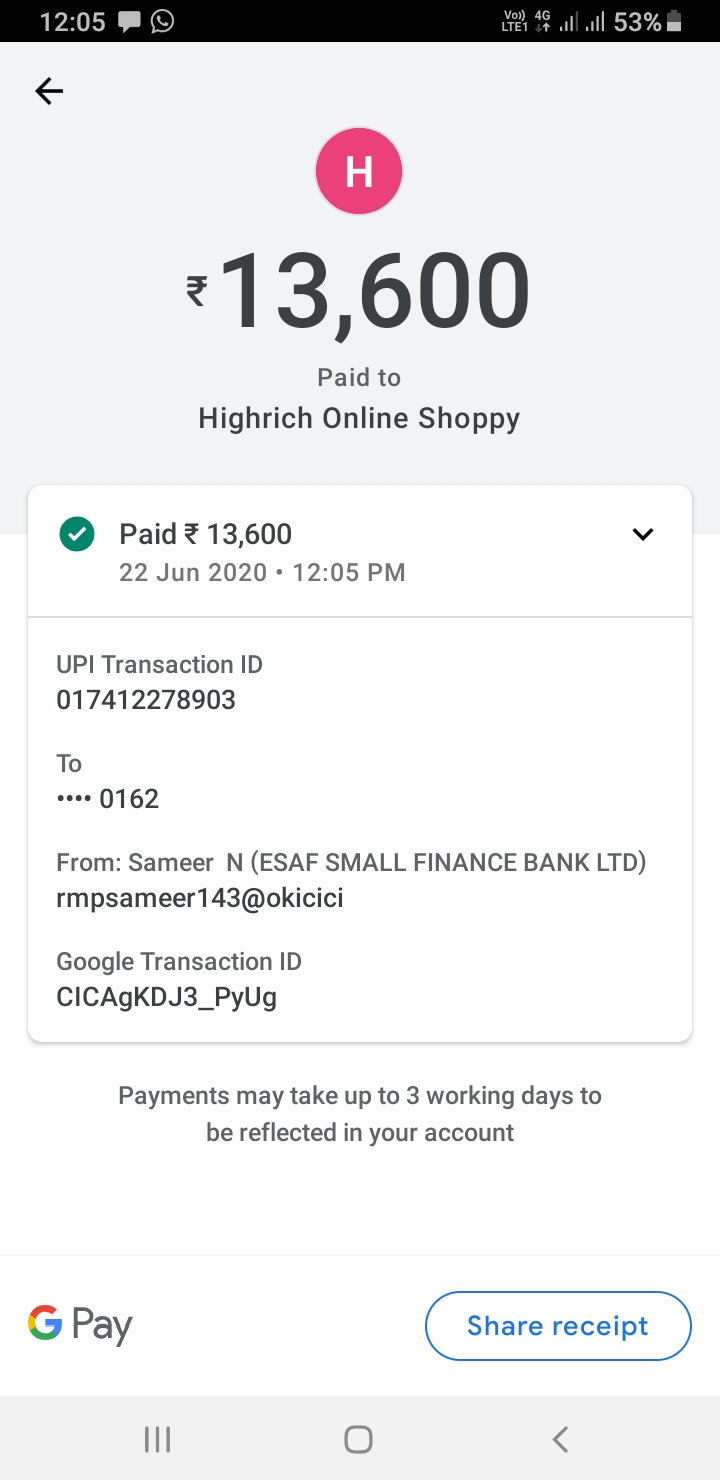 12:05
Vo)) 4G 53%
LTE1
H
₹13,600
Paid to
Highrich Online Shoppy
Paid ₹ 13,600
22 Jun 2020 • 12:05 PM
UPI Transaction ID
017412278903
To
•••• 0162
From: Sameer N (ESAF SMALL FINANCE BANK LTD)
rmpsameer143@okicici
Google Transaction ID
CICAgKDJ3_PyUg
Payments may take up to 3 working days to
be reflected in your account
G Pay
Share receipt